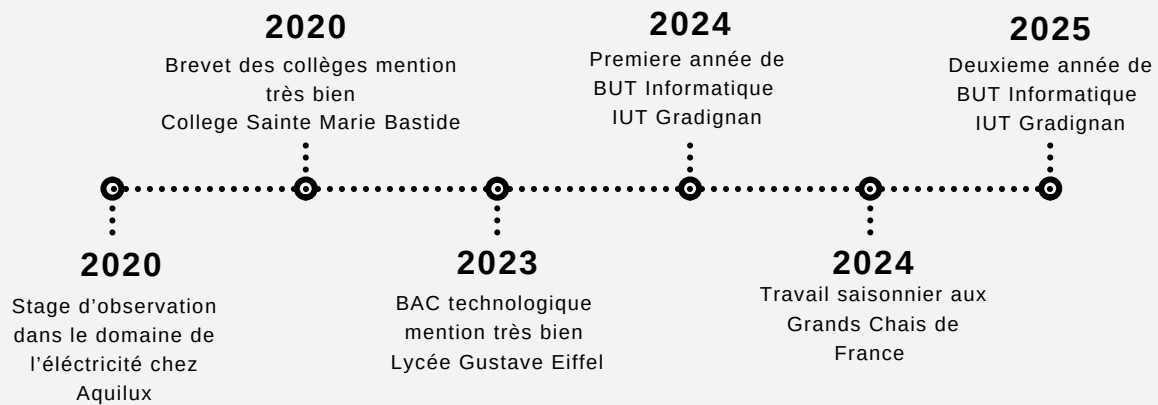 2020
Brevet des collèges mention
très bien
College Sainte Marie Bastide
2024
Premiere année de
BUT Informatique
IUT Gradignan
2025
Deuxieme année de
BUT Informatique
IUT Gradignan
2020
Stage d’observation
dans le domaine de
l’éléctricité chez
Aquilux
2023
BAC technologique
mention très bien
Lycée Gustave Eiffel
2024
Travail saisonnier aux
Grands Chais de
France